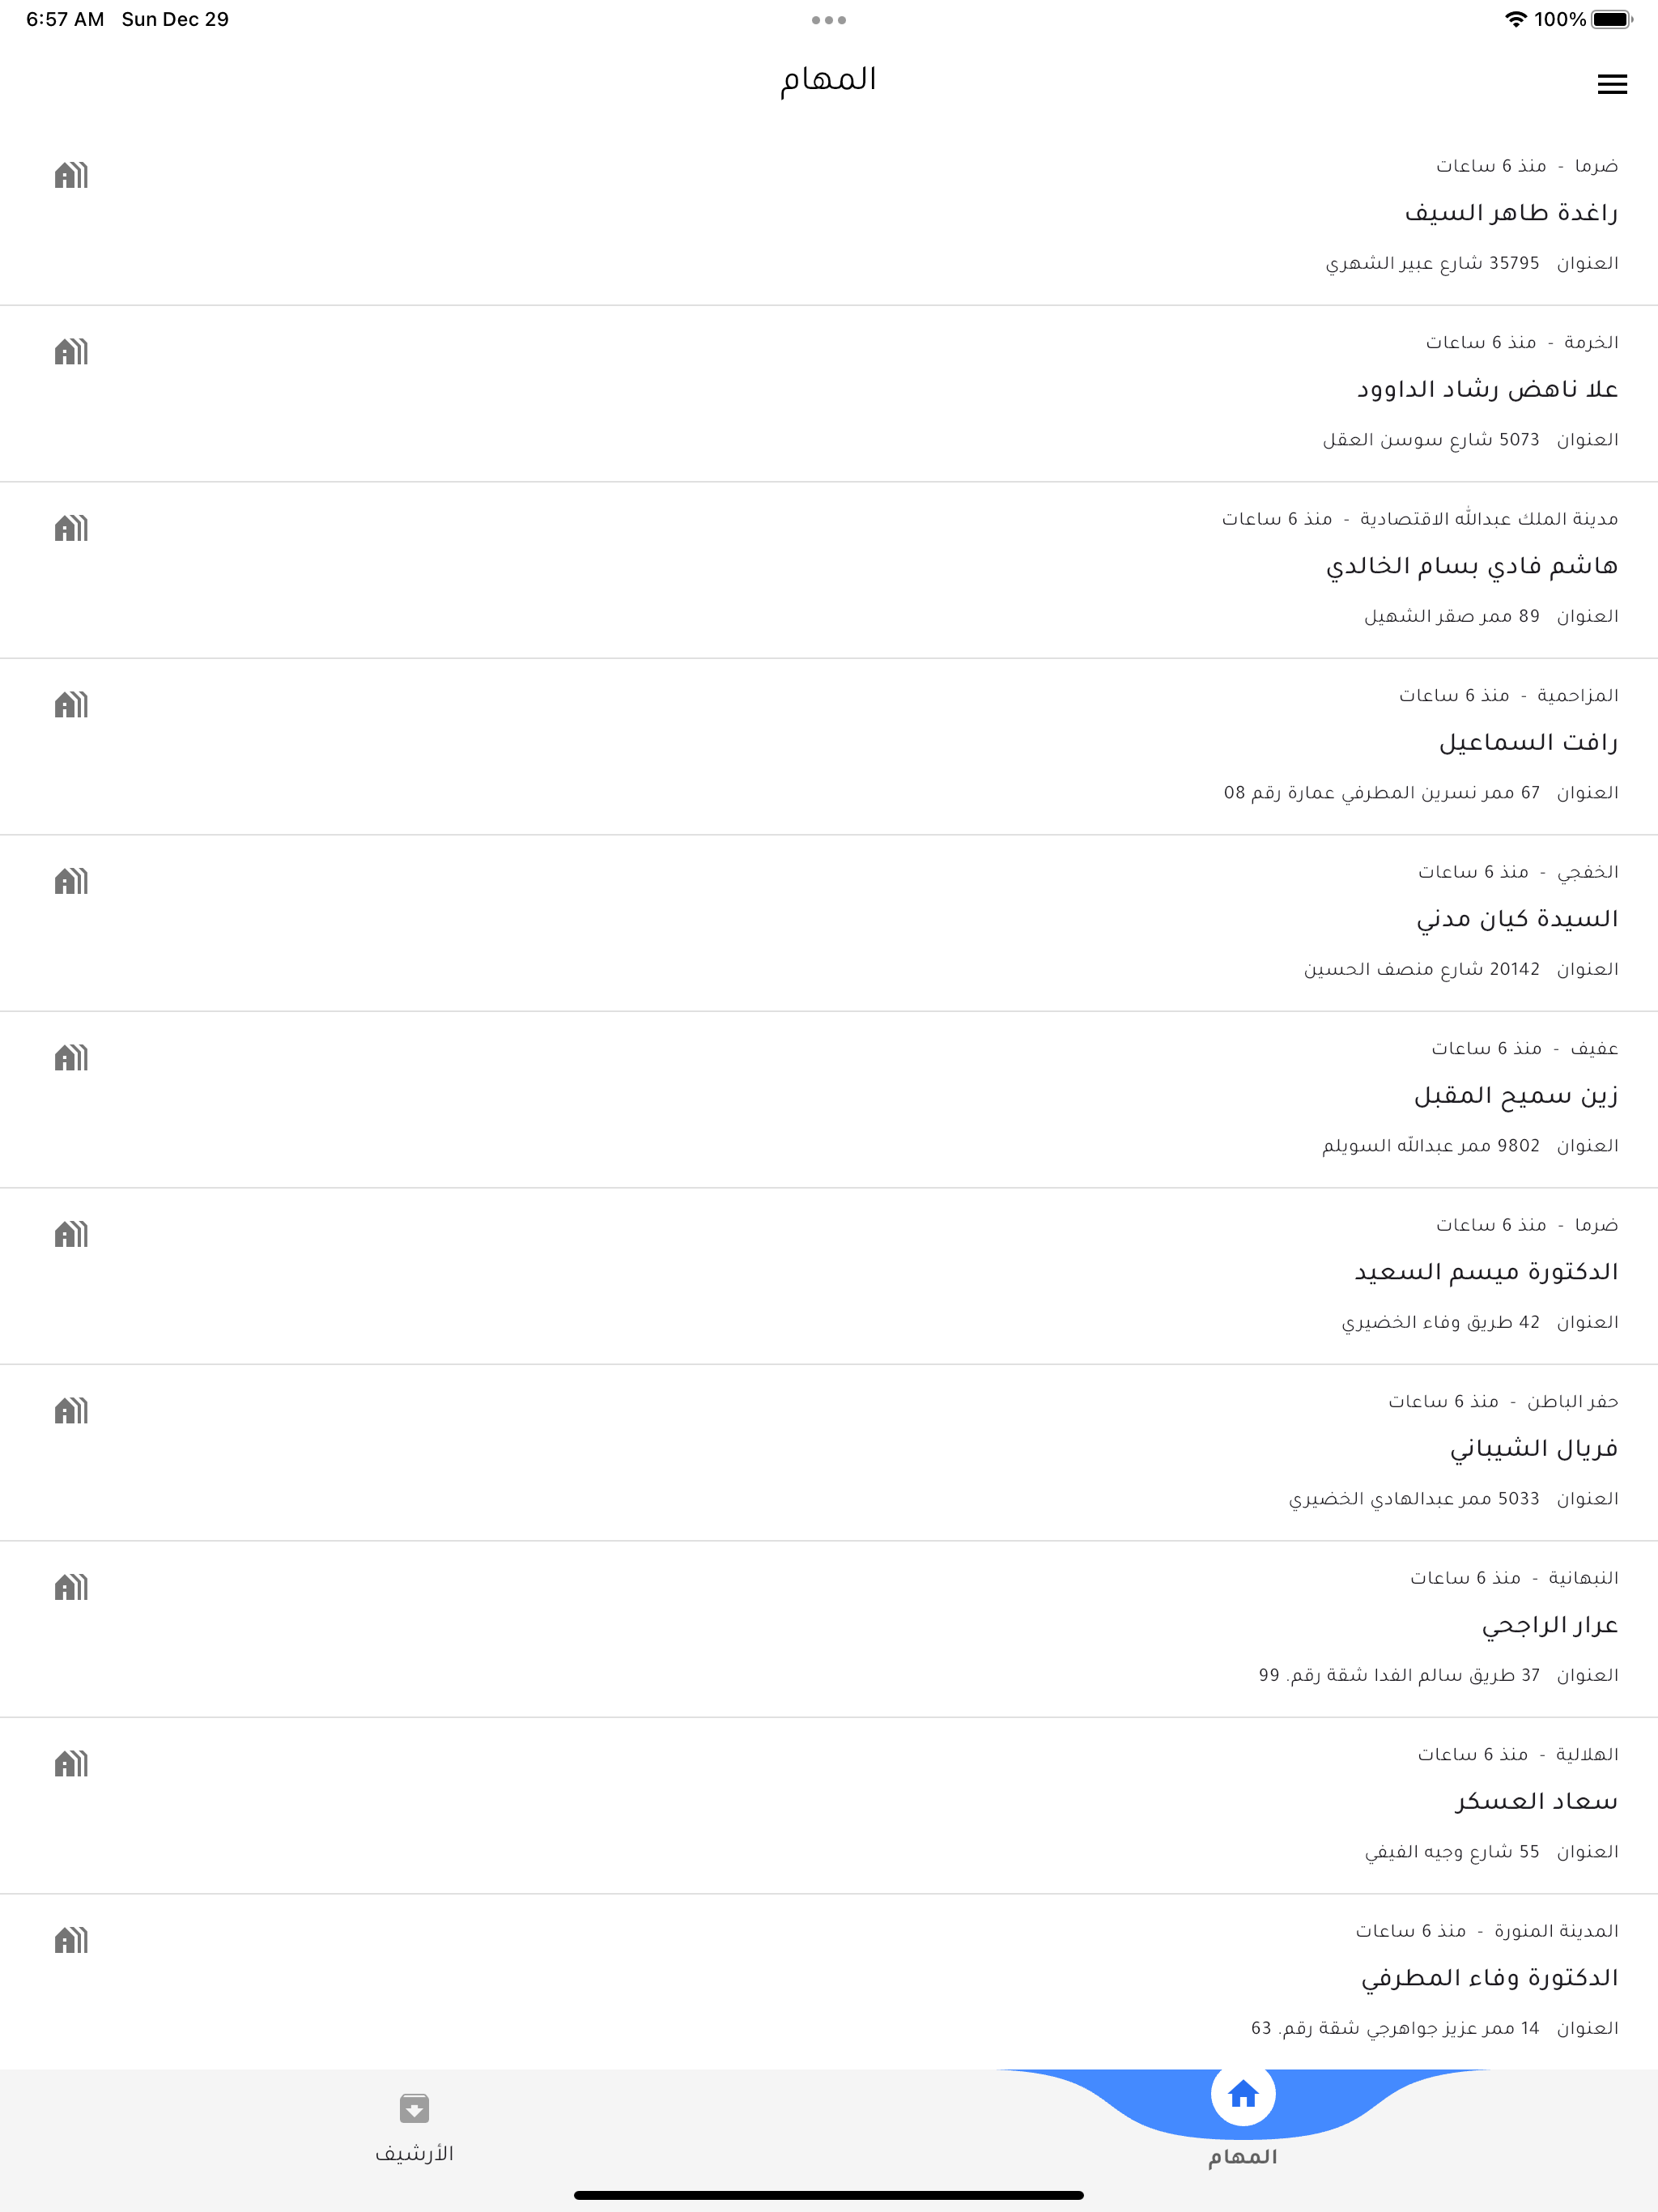 6:57 AM Sun Dec 29
100%
المهام
ضرما - منذ 6 ساعات
راغدة طاهر السيف
العنوان 35795 شارع عبير الشهري
الخرمة - منذ 6 ساعات
علا ناهض رشاد الداوود
العنوان 5073 شارع سوسن العقل
مدينة الملك عبدالله الاقتصادية - منذ 6 ساعات
هاشم فادي بسام الخالدي
العنوان 89 ممر صقر الشهيل
المزاحمية - منذ 6 ساعات
رافت السماعيل
العنوان 67 ممر نسرين المطرفي عمارة رقم 08
الخفجي - منذ 6 ساعات
السيدة كيان مدني
العنوان 20142 شارع منصف الحسين
عفيف - منذ 6 ساعات
زين سميح المقبل
العنوان 9802 ممر عبدالله السويلم
ضرما - منذ 6 ساعات
الدكتورة ميسم السعيد
العنوان 42 طريق وفاء الخضيري
حفر الباطن - منذ 6 ساعات
فريال الشيباني
العنوان 5033 ممر عبدالهادي الخضيري
النبهانية - منذ 6 ساعات
عرار الراجحي
العنوان 37 طريق سالم الفدا شقة رقم. 99
الهلالية - منذ 6 ساعات
سعاد العسكر
العنوان 55 شارع وجيه الفيفي
المدينة المنورة - منذ 6 ساعات
الدكتورة وفاء المطرفي
العنوان 14 ممر عزيز جواهرجي شقة رقم. 63
المهام
الأرشيف